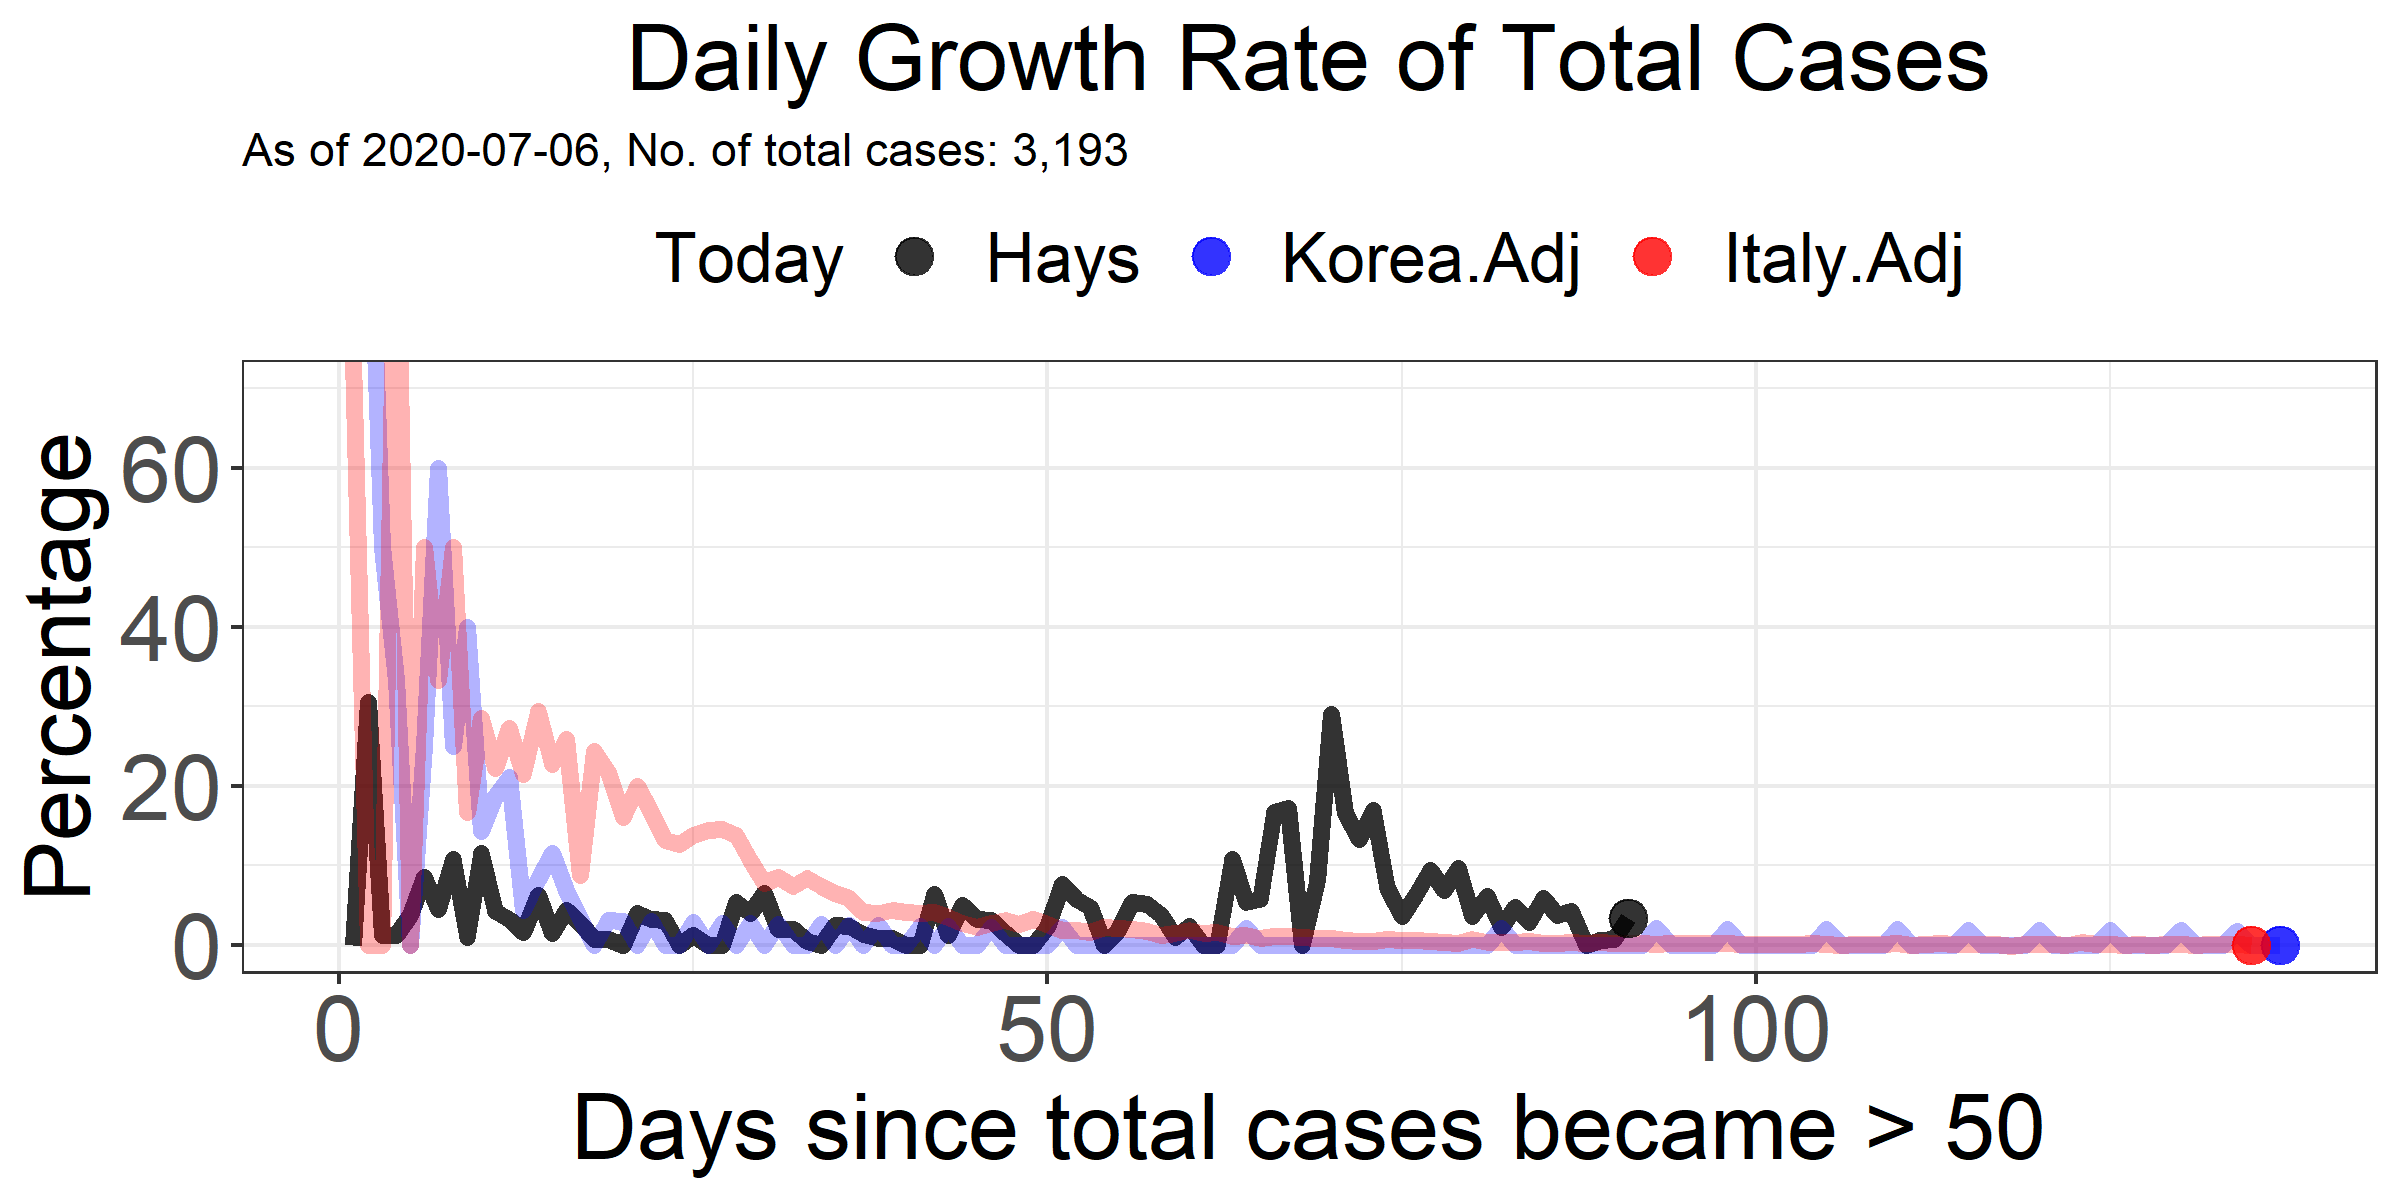 Daily Growth Rate of Total Cases
As of 2020-07-06, No. of total cases: 3,193
Today Hays Korea.Adj Italy.Adj
Percentage
60
40
20
0
0 50 100
Days since total cases became > 50